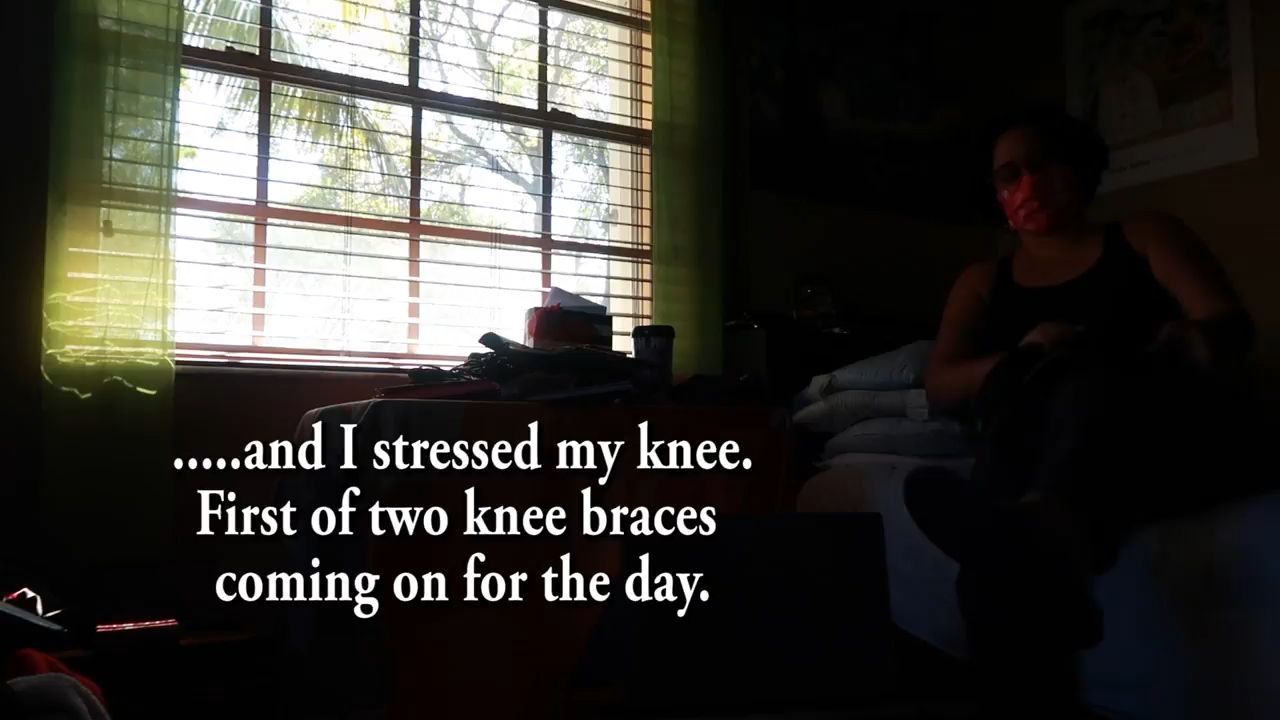 .....and I stressed my knee.
First of two knee braces
coming on for the day.